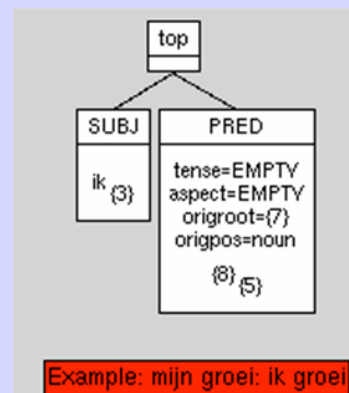 top
SUBJ PRED
ik {3}
tense=EMPTY
aspect=EMPTY
origroot={7}
origpos=noun
{8} {5}
Example: mijn groei: ik groei